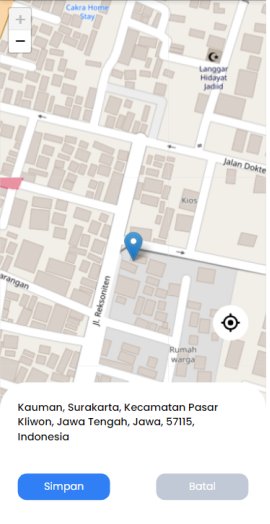 Cakra Home
Stay
+
−
Langgar
Hidayat
Jadiid
Jalan Dokte
Kios
Jl. Reksoniten
arangan
Rumah
warga
Kauman, Surakarta, Kecamatan Pasar
Kliwon, Jawa Tengah, Jawa, 57115,
Indonesia
Simpan
Batal